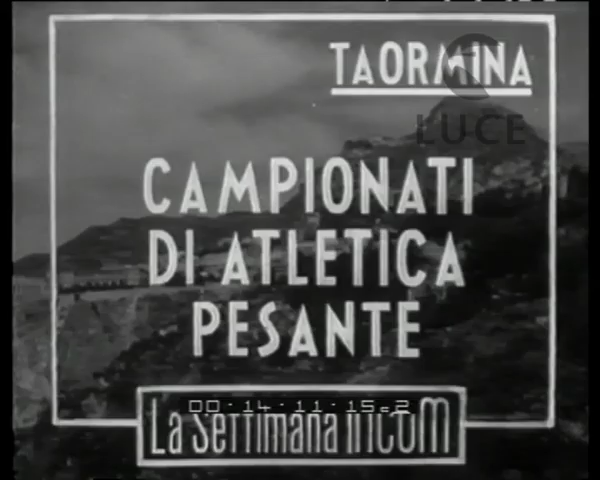 TAORMINA
LUCE
CAMPIONATI
DI ATLETICA
PESANTE
00·14·11·15.2
La Settimana INCOM